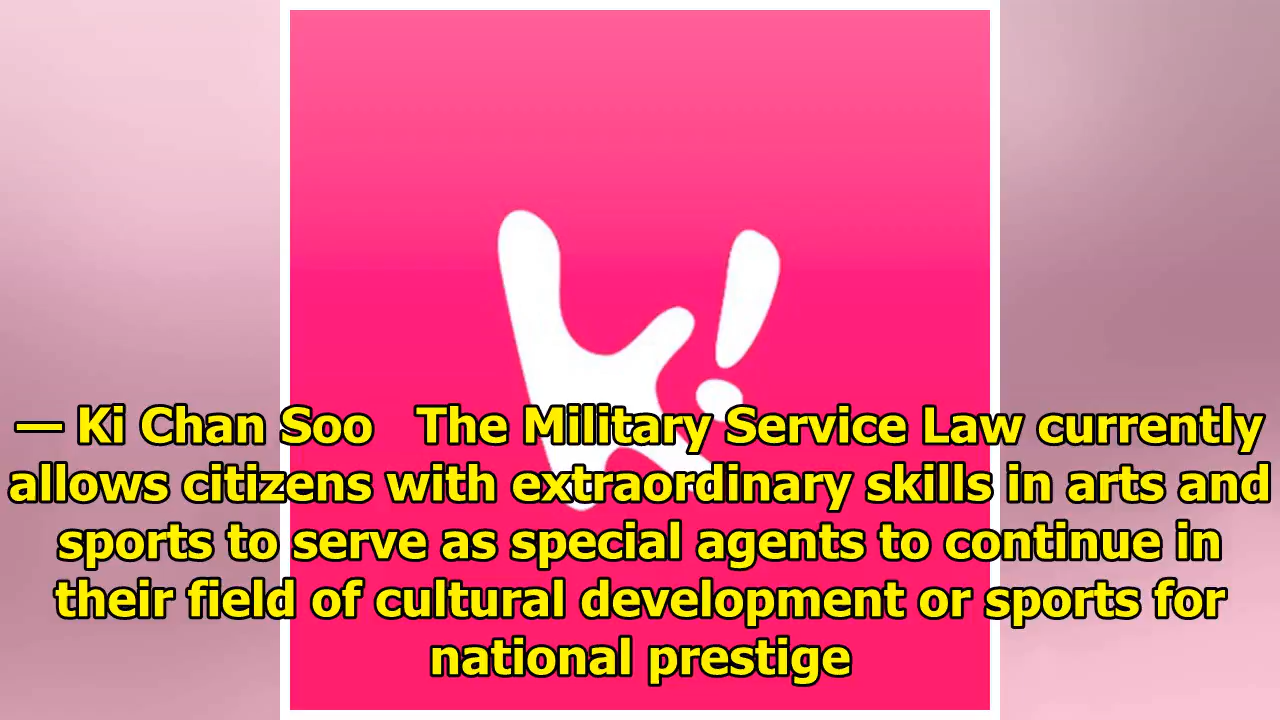 k!
— Ki Chan Soo   The Military Service Law currently
allows citizens with extraordinary skills in arts and
sports to serve as special agents to continue in
their field of cultural development or sports for
national prestige